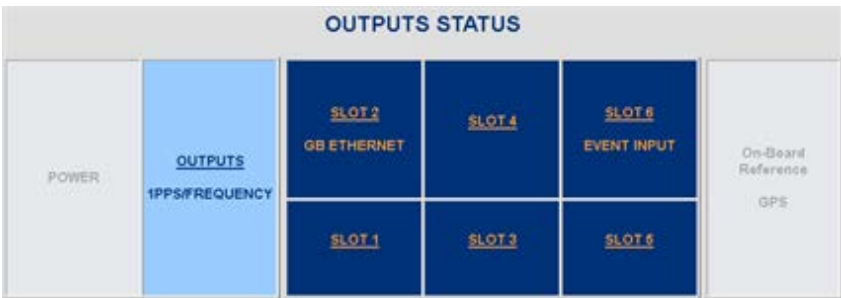 OUTPUTS STATUS
POWER
OUTPUTS
1PPS/FREQUENCY
SLOT 2
GB ETHERNET
SLOT 4
SLOT 6
EVENT INPUT
SLOT 1
SLOT 3
SLOT 5
On-Board
Reference
GPS